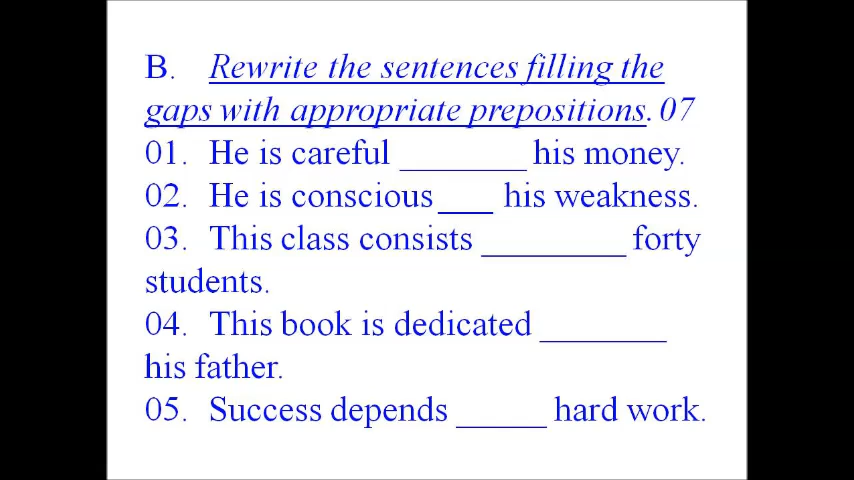 B. Rewrite the sentences filling the
gaps with appropriate prepositions. 07
01. He is careful ________ his money.
02. He is conscious ___ his weakness.
03. This class consists _________ forty
students.
04. This book is dedicated ________
his father.
05. Success depends _____ hard work.